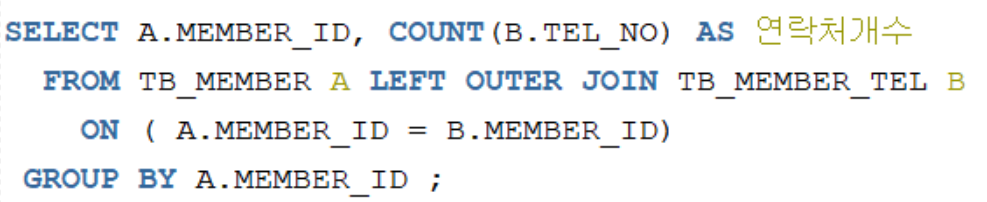 SELECT A.MEMBER_ID, COUNT(B.TEL_NO) AS 연락처개수
FROM TB_MEMBER A LEFT OUTER JOIN TB_MEMBER_TEL B
ON ( A.MEMBER_ID = B.MEMBER_ID)
GROUP BY A.MEMBER_ID ;